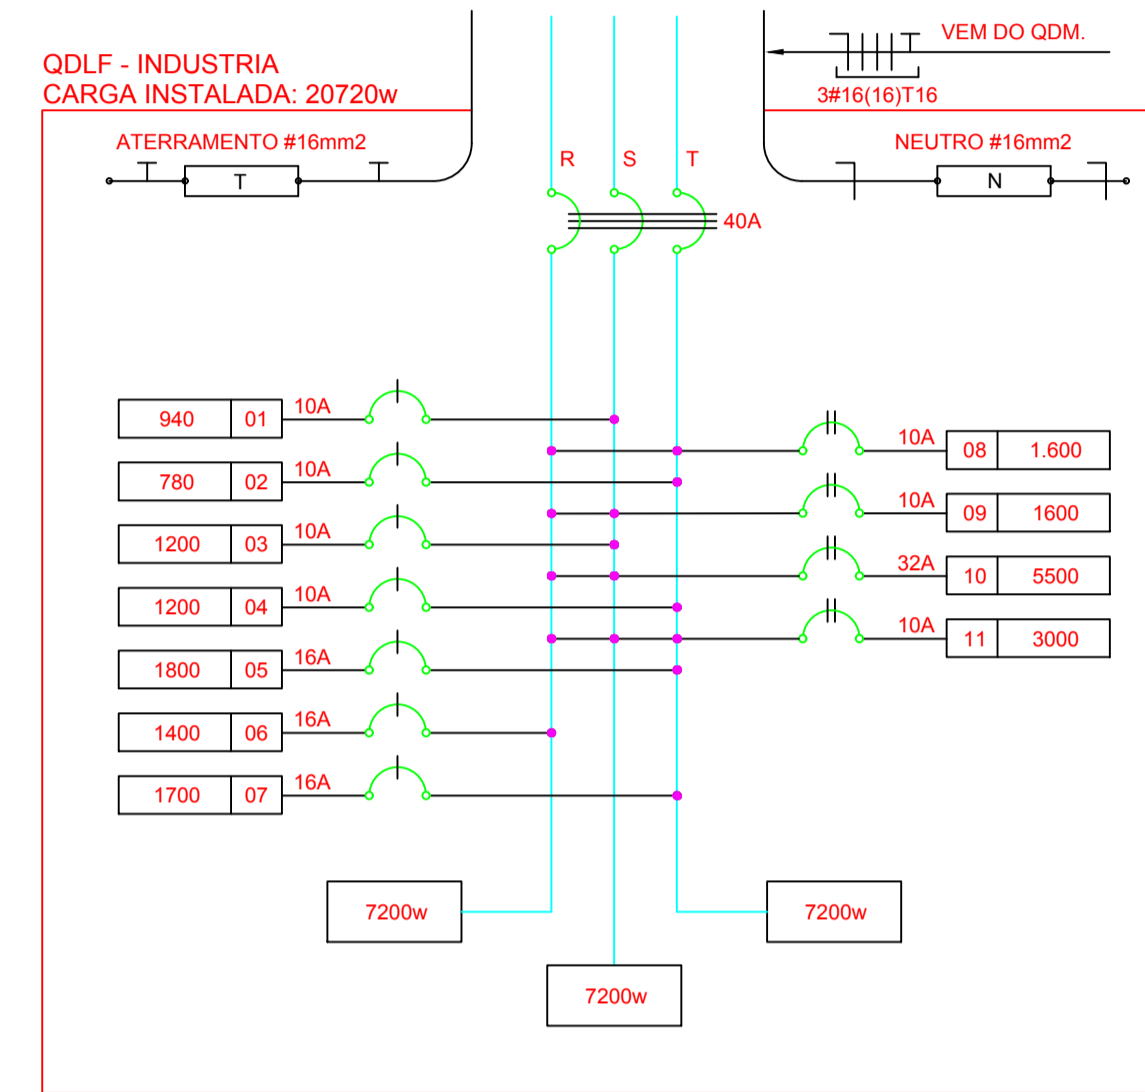 QDLF - INDUSTRIA
CARGA INSTALADA: 20720w
VEM DO QDM.
3#16(16)T16
ATERRAMENTO #16mm2
T
NEUTRO #16mm2
N
R S T
40A
940 01 10A
780 02 10A
1200 03 10A
1200 04 10A
1800 05 16A
1400 06 16A
1700 07 16A
10A 08 1.600
10A 09 1600
32A 10 5500
10A 11 3000
7200w
7200w
7200w